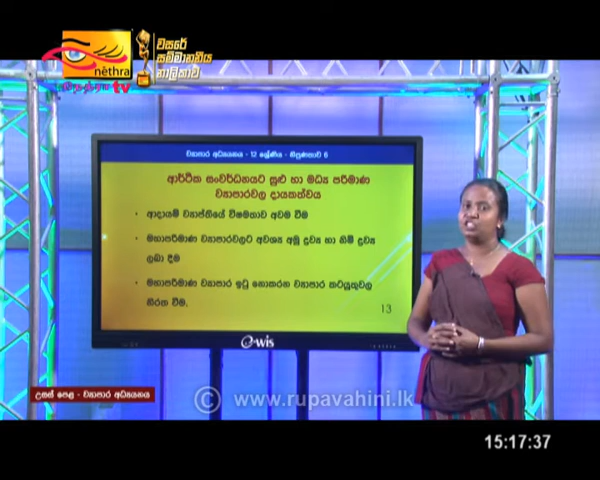 වසරේ
සම්මානනීය
නාලිකාව
nethra
tv
ව්‍යාපාර අධ්‍යයනය - 12 ශ්‍රේණිය - නිපුණතාව 6
ආර්ථික සංවර්ධනයට සුළු හා මධ්‍ය පරිමාණ
ව්‍යාපාරවල දායකත්වය
• ආදායම් ව්‍යාප්තියේ විෂමතාව අවම වීම
• මහාපරිමාණ ව්‍යාපාරවලට අවශ්‍ය අමු ද්‍රව්‍ය හා නිමි ද්‍රව්‍ය
ලබා දීම
• මහාපරිමාණ ව්‍යාපාර ඉටු නොකරන ව්‍යාපාර කටයුතුවල
නිරත වීම.
13
e-wis
උසස් පෙළ - ව්‍යාපාර අධ්‍යයනය
© www.rupavahini.lk
15:17:37